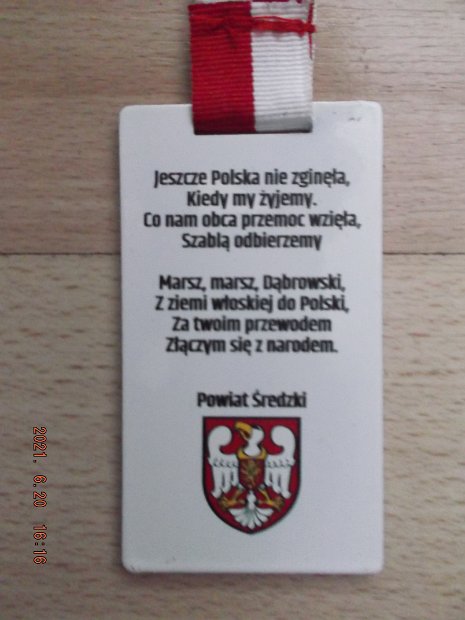 Jeszcze Polska nie zginęła,
Kiedy my żyjemy.
Co nam obca przemoc wzięła,
Szablą odbierzemy
Marsz, marsz, Dąbrowski,
Z ziemi włoskiej do Polski,
Za twoim przewodem
Złączym się z narodem.
Powiat Średzki
2021. 6.20 16:16